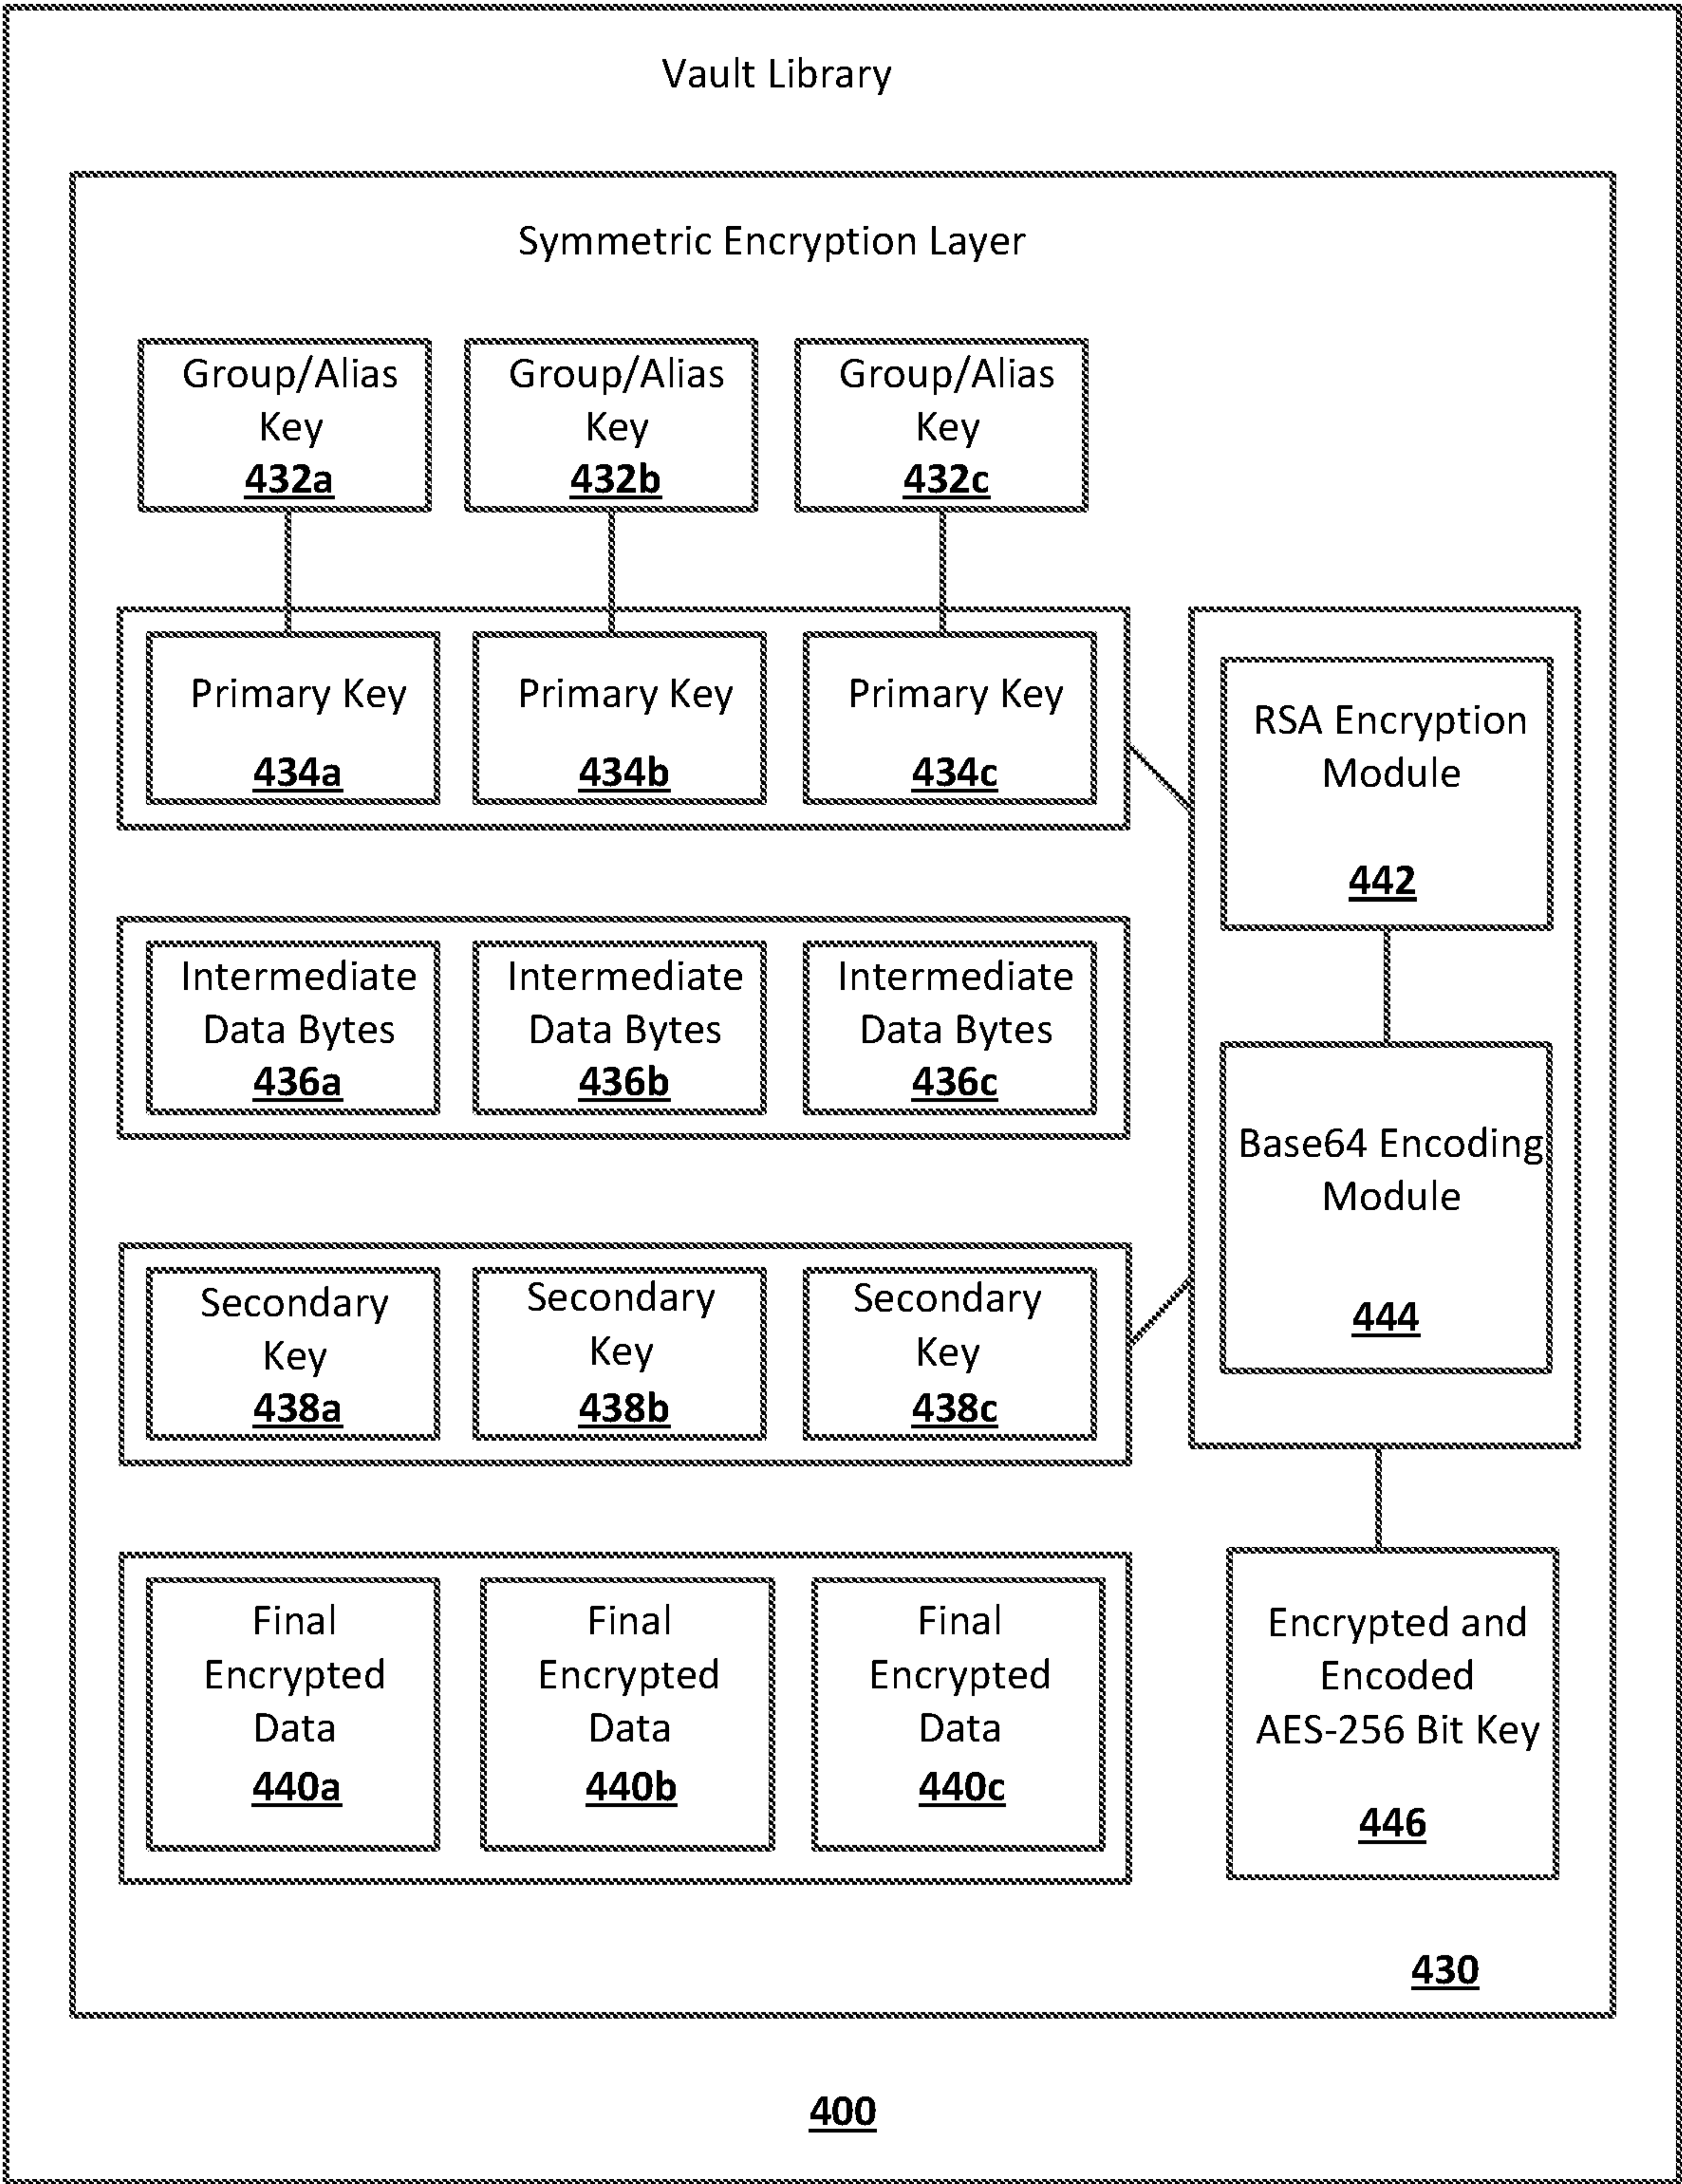 Vault Library
Symmetric Encryption Layer
Group/Alias
Key
432a
Group/Alias
Key
432b
Group/Alias
Key
432c
Primary Key
434a
Primary Key
434b
Primary Key
434c
RSA Encryption
Module
442
Intermediate
Data Bytes
436a
Intermediate
Data Bytes
436b
Intermediate
Data Bytes
436c
Base64 Encoding
Module
444
Secondary
Key
438a
Secondary
Key
438b
Secondary
Key
438c
Final
Encrypted
Data
440a
Final
Encrypted
Data
440b
Final
Encrypted
Data
440c
Encrypted and
Encoded
AES-256 Bit Key
446
430
400